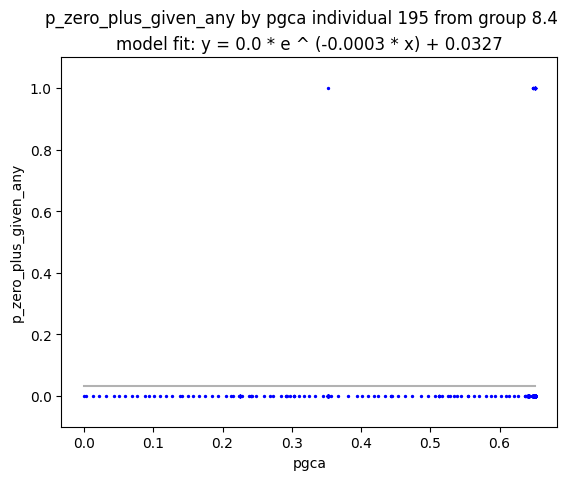 p_zero_plus_given_any by pgca individual 195 from group 8.4
model fit: y = 0.0 * e ^ (-0.0003 * x) + 0.0327
1.0
0.8
0.6
0.4
0.2
0.0
p_zero_plus_given_any
0.0 0.1 0.2 0.3 0.4 0.5 0.6
pgca